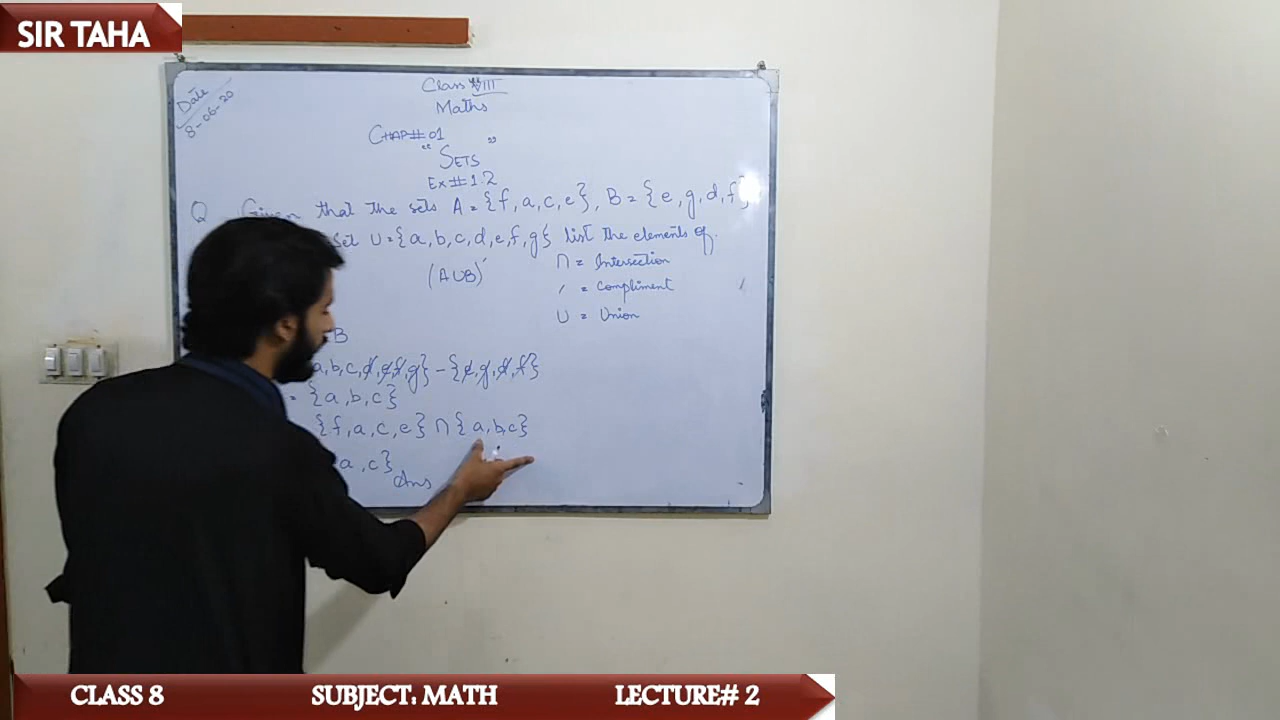 SIR TAHA
Date
8-06-20
Class VIII
Maths
CHAP# 01
"SETS"
Ex# 1.2
Q Given that the sets A = {f, a, c, e}, B = {e, g, d, f}
set U = {a, b, c, d, e, f, g} list the elements of.
(A∪B)′
∩ = Intersection
′ = Compliment
∪ = Union
B
a, b, c, d, e, f, g} - {e, g, d, f}
= {a, b, c}
{f, a, c, e} ∩ {a, b, c}
a, c}
Ans
CLASS 8
SUBJECT: MATH
LECTURE# 2